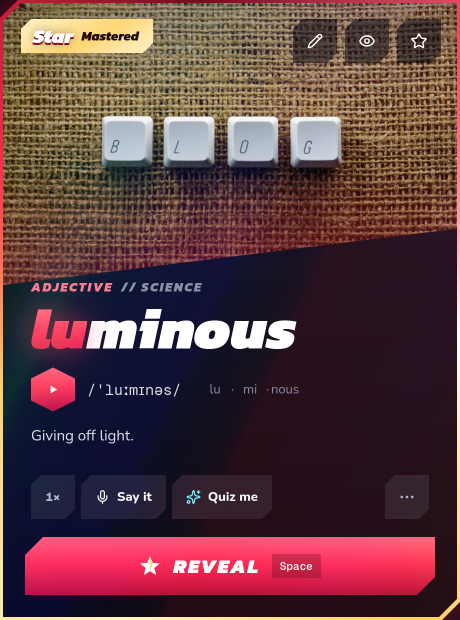 Star Mastered
B L O G
ADJECTIVE // SCIENCE
luminous
/ˈluːmɪnəs/ lu · mi · nous
Giving off light.
1× Say it Quiz me ...
REVEAL Space